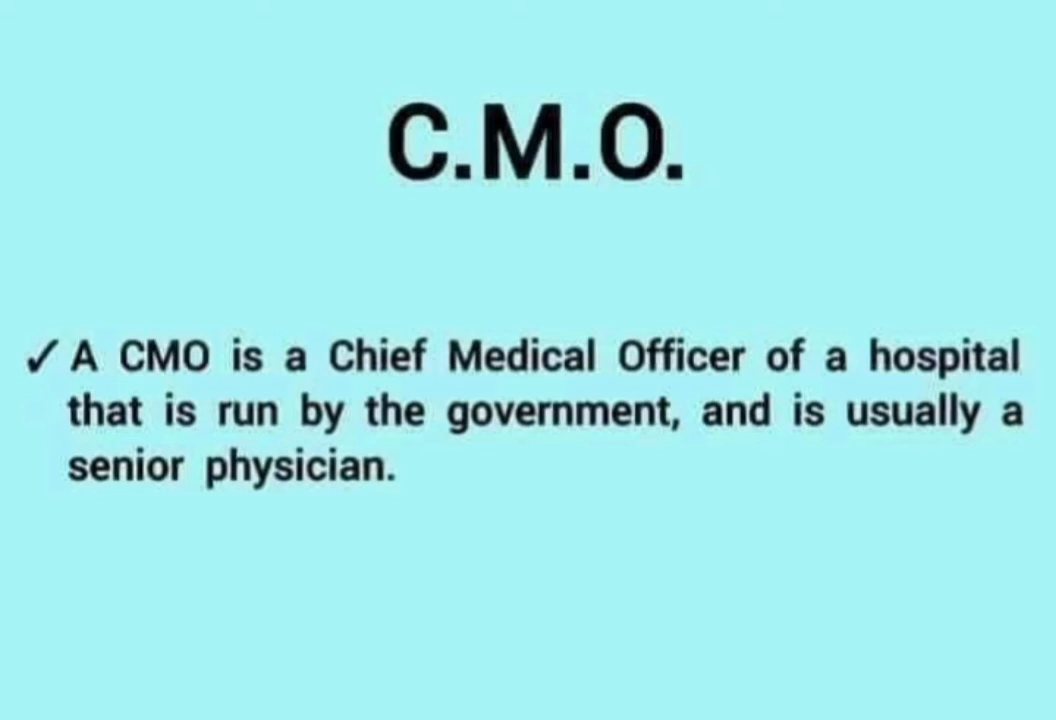 C.M.O.
✓ A CMO is a Chief Medical Officer of a hospital
that is run by the government, and is usually a
senior physician.